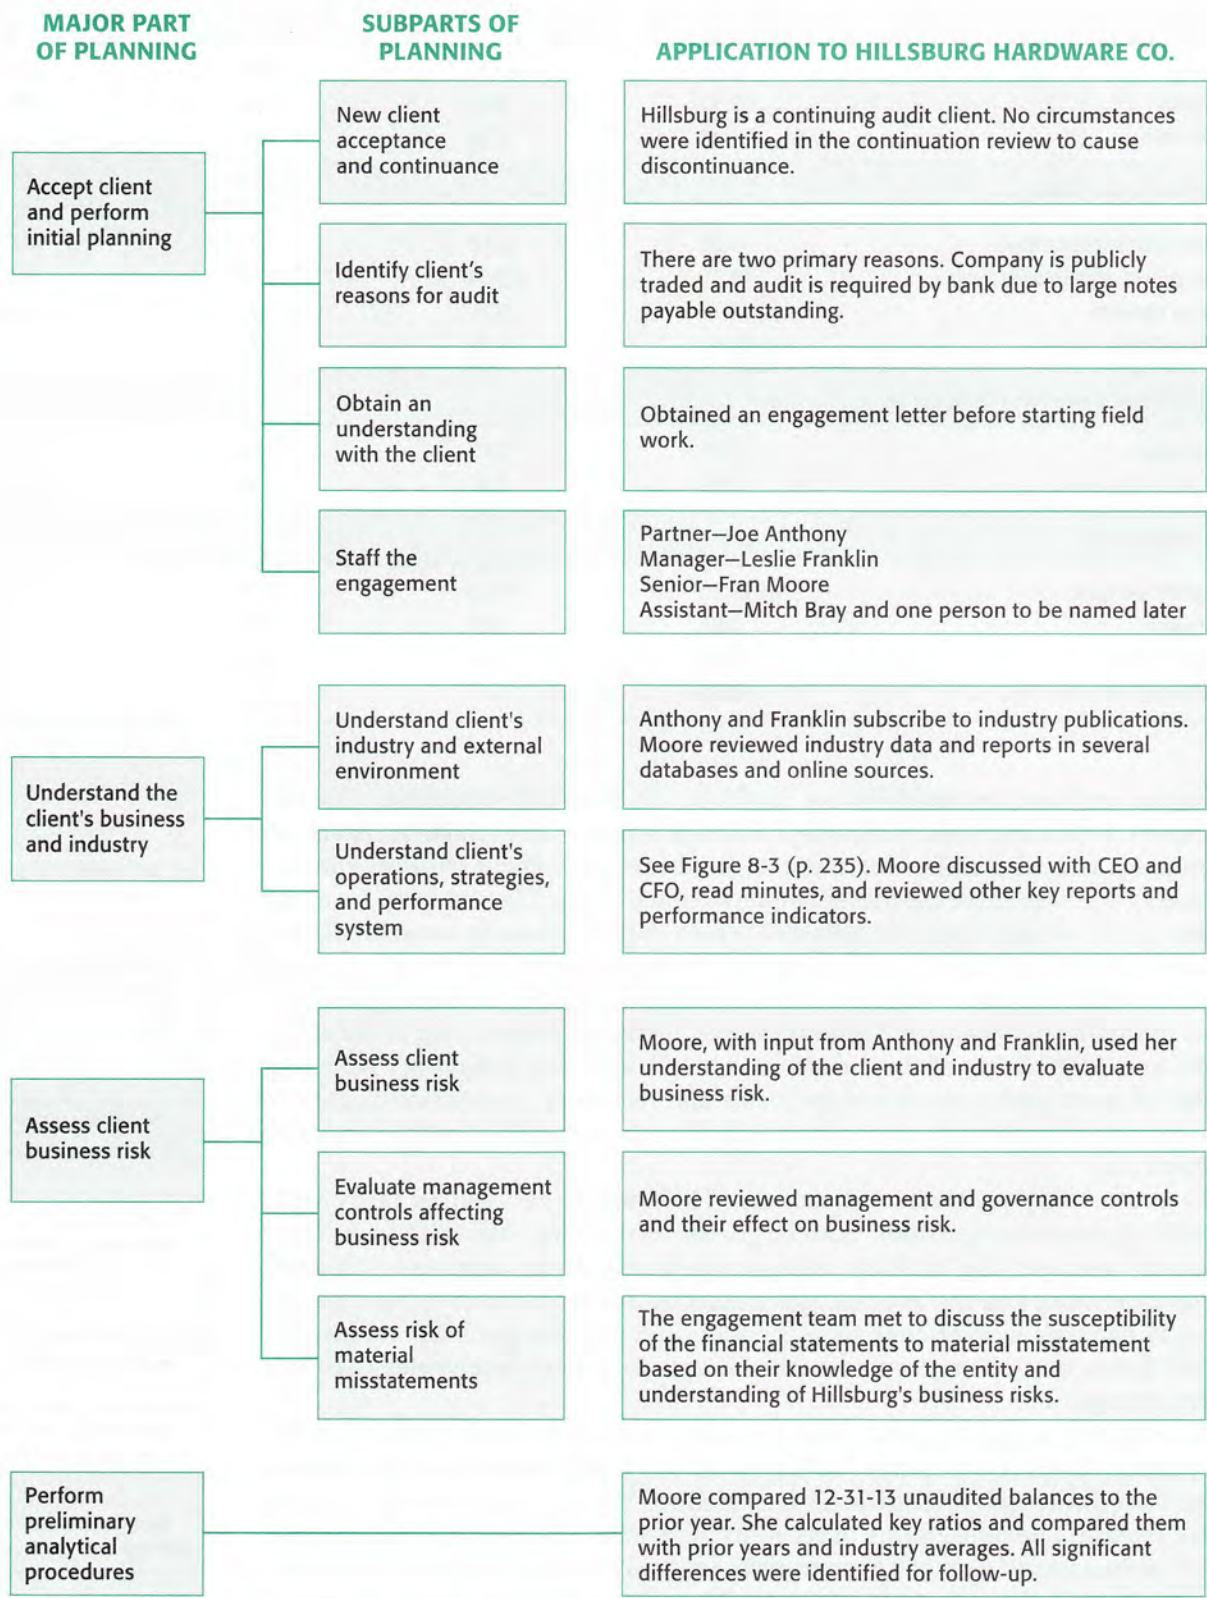 MAJOR PART
OF PLANNING
SUBPARTS OF
PLANNING
APPLICATION TO HILLSBURG HARDWARE CO.
Accept client
and perform
initial planning
New client
acceptance
and continuance
Hillsburg is a continuing audit client. No circumstances
were identified in the continuation review to cause
discontinuance.
Identify client's
reasons for audit
There are two primary reasons. Company is publicly
traded and audit is required by bank due to large notes
payable outstanding.
Obtain an
understanding
with the client
Obtained an engagement letter before starting field
work.
Staff the
engagement
Partner—Joe Anthony
Manager—Leslie Franklin
Senior—Fran Moore
Assistant—Mitch Bray and one person to be named later
Understand the
client's business
and industry
Understand client's
industry and external
environment
Anthony and Franklin subscribe to industry publications.
Moore reviewed industry data and reports in several
databases and online sources.
Understand client's
operations, strategies,
and performance
system
See Figure 8-3 (p. 235). Moore discussed with CEO and
CFO, read minutes, and reviewed other key reports and
performance indicators.
Assess client
business risk
Assess client
business risk
Moore, with input from Anthony and Franklin, used her
understanding of the client and industry to evaluate
business risk.
Evaluate management
controls affecting
business risk
Moore reviewed management and governance controls
and their effect on business risk.
Assess risk of
material
misstatements
The engagement team met to discuss the susceptibility
of the financial statements to material misstatement
based on their knowledge of the entity and
understanding of Hillsburg's business risks.
Perform
preliminary
analytical
procedures
Moore compared 12-31-13 unaudited balances to the
prior year. She calculated key ratios and compared them
with prior years and industry averages. All significant
differences were identified for follow-up.